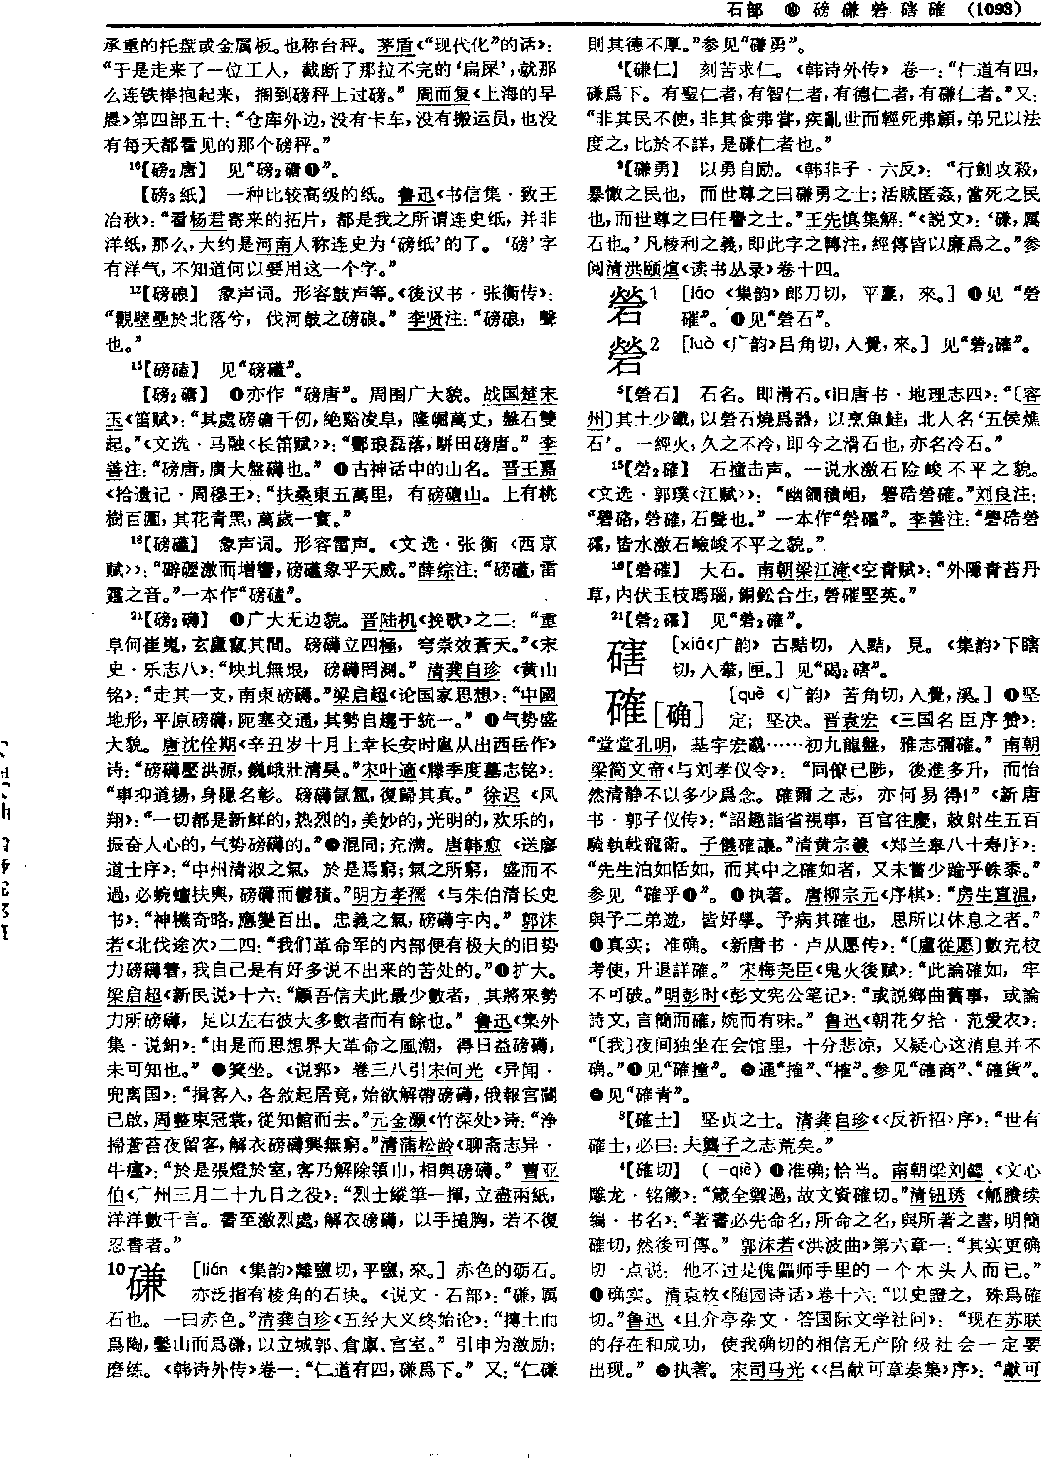 石部 ⑩ 磅 磏 硓 磍 確 (1093)
承重的托盘或金属板。也称台秤。茅盾《“现代化”的话》:
“于是走来了一位工人，截断了那拉不完的‘扁屎’，就那
么连铁棒抱起来，搁到磅秤上过磅。”周而复《上海的早
晨》第四部五十:“仓库外边，没有卡车，没有搬运员，也没
有每天都看见的那个磅秤。”
¹⁰【磅₂唐】 见“磅₂磄❶”。
【磅₃纸】 一种比较高级的纸。鲁迅《书信集·致王
冶秋》:“看杨君寄来的拓片，都是我之所谓连史纸，并非
洋纸，那么，大约是河南人称连史为‘磅纸’的了。‘磅’字
有洋气，不知道何以要用这一个字。”
¹²【磅硠】 象声词。形容鼓声等。《後汉书·张衡传》:
“觀壁壘於北落兮，伐河鼓之磅硠。”李贤注:“磅硠，聲
也。”
¹⁵【磅磕】 见“磅礚”。
【磅₂磄】 ❶亦作“磅唐”。周围广大貌。战国楚宋
玉《笛赋》:“其處磅磄千仞，绝谿凌阜，隆崛萬丈，盤石雙
起。”《文选·马融〈长笛赋〉》:“酆琅磊落，駢田磅唐。”李
善注:“磅唐，廣大盤礴也。”❷古神话中的山名。晋王嘉
《拾遗记·周穆王》:“扶桑東五萬里，有磅磄山。上有桃
樹百圍，其花青黑，萬歲一實。”
¹⁸【磅礚】 象声词。形容雷声。《文选·张衡〈西京
赋〉》:“礔礰激而增響，磅礚象乎天威。”薛综注:“磅礚，雷
霆之音。”一本作“磅磕”。
²¹【磅₂礴】 ❶广大无边貌。晋陆机《挽歌》之二:“重
阜何崔嵬，玄廬竄其間。磅礴立四極，穹崇效蒼天。”《宋
史·乐志八》:“坱圠無垠，磅礴罔測。”清龚自珍《黄山
铭》:“走其一支，南東磅礴。”梁启超《论国家思想》:“中國
地形，平原磅礴，阨塞交通，其勢自趨于统一。”❷气势盛
大貌。唐沈佺期《辛丑岁十月上幸长安时扈从出西岳作》
诗:“磅礴壓洪源，巍峨壯清昊。”宋叶適《滕季度墓志铭》:
“事抑道揚，身隱名彰。磅礴氤氳，復歸其真。”徐迟《凤
翔》:“一切都是新鲜的，热烈的，美妙的，光明的，欢乐的，
振奋人心的，气势磅礴的。”❸混同；充满。唐韩愈《送廖
道士序》:“中州清淑之氣，於是焉窮；氣之所窮，盛而不
過，必蜿蟺扶輿，磅礴而鬱積。”明方孝孺《与朱伯清长史
书》:“神機奇略，應變百出。忠義之氣，磅礴宇内。”郭沫
若《北伐途次》二四:“我们革命军的内部便有极大的旧势
力磅礴着，我自己是有好多说不出来的苦处的。”❹扩大。
梁启超《新民说》十六:“顧吾信夫此最少數者，其將來勢
力所磅礴，足以左右彼大多數者而有餘也。”鲁迅《集外
集·说鈤》:“由是而思想界大革命之風潮，得日益磅礴，
未可知也。”❺箕坐。《说郛》卷三八引宋何光《异闻·
兜离国》:“揖客人，各敘起居竟，始欲解帶磅礴，俄報宫闕
已啟，周整束冠裳，從知館而去。”元金灏《竹深处》诗:“净
掃蒼苔夜留客，解衣磅礴興無窮。”清蒲松龄《聊斋志异·
牛癀》:“於是張燈於室，客乃解除領巾，相與磅礴。”曹亚
伯《广州三月二十九日之役》:“烈士縱筆一揮，立盡兩紙，
洋洋數千言。書至激烈處，解衣磅礴，以手搥胸，若不復
忍書者。”
10磏 [lián《集韵》離鹽切，平鹽，來。] 赤色的砺石。
亦泛指有棱角的石块。《说文·石部》:“磏，厲
石也。一曰赤色。”清龚自珍《五经大义终始论》:“摶土而
爲陶，鑿山而爲磏，以立城郭、倉廪、宫室。”引申为激励；
磨练。《韩诗外传》卷一:“仁道有四，磏爲下。”又:“仁磏
則其德不厚。”参见“磏勇”。
⁴【磏仁】 刻苦求仁。《韩诗外传》卷一:“仁道有四，
磏爲下。有聖仁者，有智仁者，有德仁者，有磏仁者。”又:
“非其民不使，非其食弗嘗，疾亂世而輕死弗顧，弟兄以法
度之，比於不詳，是磏仁者也。”
⁹【磏勇】 以勇自励。《韩非子·六反》:“行劍攻殺，
暴憿之民也，而世尊之曰磏勇之士；活賊匿姦，當死之民
也，而世尊之曰任譽之士。”王先慎集解:“《説文》:‘磏，厲
石也。’凡棱利之義，即此字之轉注，經傳皆以廉爲之。”参
阅清洪颐煊《读书丛录》卷十四。
硓1 [láo《集韵》郎刀切，平豪，來。] ❶见“硓
磪”。❷见“硓石”。
2 [luò《广韵》吕角切，入覺，來。] 见“硓₂確”。
⁵【石】 石名。即滑石。《旧唐书·地理志四》:“〔容
州〕其土少鐵，以石燒爲器，以烹魚鮭，北人名‘五侯燋
石’。一經火，久之不冷，即今之滑石也，亦名冷石。”
¹⁵【₂確】 石撞击声。一说水激石险峻不平之貌。
《文选·郭璞〈江赋〉》:“幽㵎積岨，礐硞確。”刘良注:
“礐硞，確，石聲也。”一本作“礭”。李善注:“礐硞
礭，皆水激石嶮峻不平之貌。”
¹⁶【磪】 大石。南朝梁江淹《空青赋》:“外隱青苔丹
草，内伏玉枝瑪瑙，銅鉛合生，磪堅英。”
²¹【₂礭】 见“₂確”。
磍 [xiá《广韵》古黠切，入黠，見。《集韵》下瞎
切，入舝，匣。] 见“碣₂磍”。
確[确] [què《广韵》苦角切，入覺，溪。] ❶坚
定；坚决。晋袁宏《三国名臣序赞》:
“堂堂孔明，基宇宏邈……初九龍盤，雅志彌確。”南朝
梁简文帝《与刘孝仪令》:“同僚已陟，後進多升，而怡
然清静不以多少爲念。確爾之志，亦何易得！”《新唐
书·郭子仪传》:“詔趣詣省視事，百官往慶，敕射生五百
騎執戟寵衛。子儀確讓。”清黄宗羲《郑兰皋八十寿序》:
“先生泊如恬如，而其中之確如者，又未嘗少踰乎銖黍。”
参见“確乎❶”。❷执著。唐柳宗元《序棋》:“房生直温，
與予二弟遊，皆好學。予病其確也，思所以休息之者。”
❸真实；准确。《新唐书·卢从愿传》:“〔盧從愿〕數充校
考使，升退詳確。”宋梅尧臣《鬼火後赋》:“此論確如，牢
不可破。”明彭时《彭文宪公笔记》:“或説鄉曲舊事，或論
詩文，言簡而確，婉而有味。”鲁迅《朝花夕拾·范爱农》:
“〔我〕夜间独坐在会馆里，十分悲凉，又疑心这消息并不
确。”❹见“確撞”。❺通“搉”、“榷”。参见“確商”、“確貨”。
❻见“確青”。
³【確士】 坚贞之士。清龚自珍《〈反祈招〉序》:“世有
確士，必曰:大龔子之志荒矣。”
⁴【確切】 (-qiè) ❶准确；恰当。南朝梁刘勰《文心
雕龙·铭箴》:“箴全禦過，故文資確切。”清钮琇《觚賸续
编·书名》:“著書必先命名，所命之名，與所著之書，明簡
確切，然後可傳。”郭沫若《洪波曲》第六章一:“其实更确
切一点说:他不过是傀儡师手里的一个木头人而已。”
❷确实。清袁枚《随园诗话》卷十六:“以史證之，殊爲確
切。”鲁迅《且介亭杂文·答国际文学社问》:“现在苏联
的存在和成功，使我确切的相信无产阶级社会一定要
出现。”❸执著。宋司马光《〈吕献可章奏集〉序》:“献可